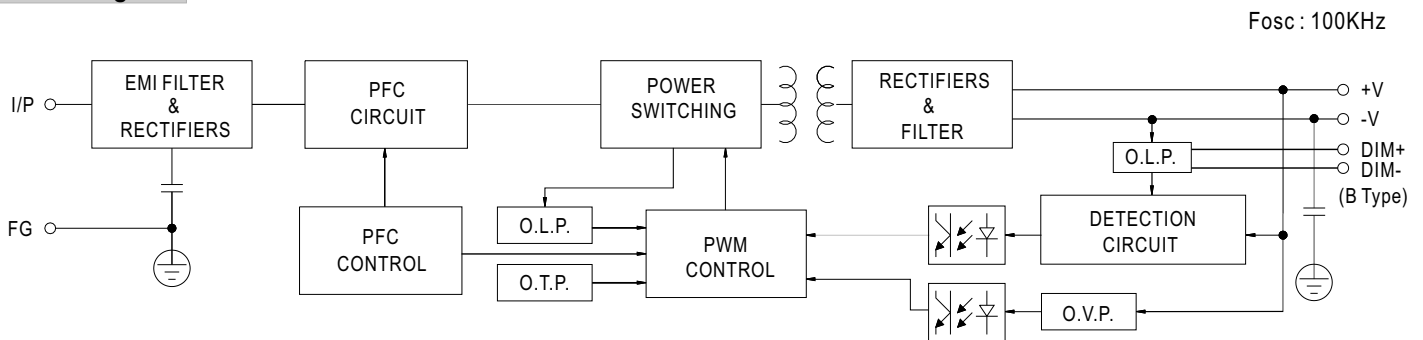 Fosc : 100KHz
I/P
EMI FILTER
&
RECTIFIERS
PFC
CIRCUIT
POWER
SWITCHING
RECTIFIERS
&
FILTER
+V
-V
O.L.P.
DIM+
DIM-
(B Type)
FG
PFC
CONTROL
O.L.P.
O.T.P.
PWM
CONTROL
DETECTION
CIRCUIT
O.V.P.